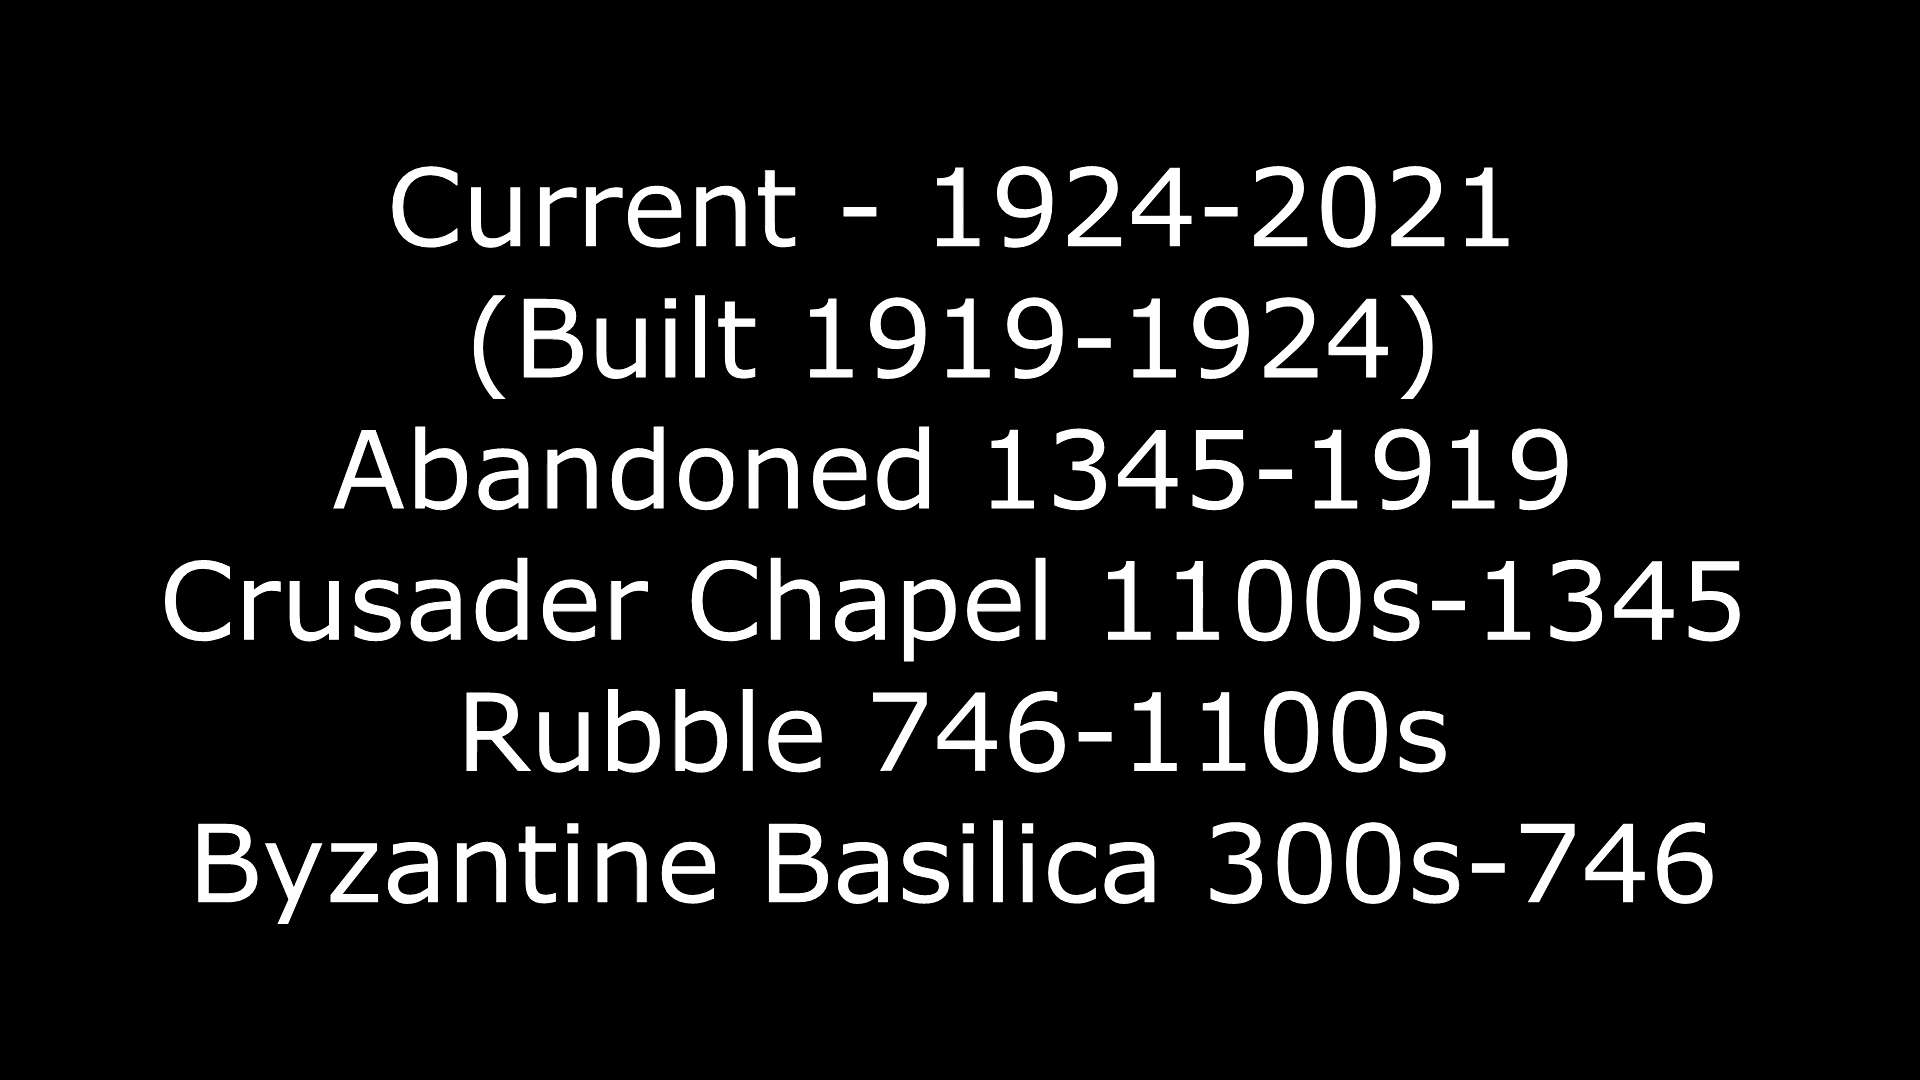 Current - 1924-2021
(Built 1919-1924)
Abandoned 1345-1919
Crusader Chapel 1100s-1345
Rubble 746-1100s
Byzantine Basilica 300s-746